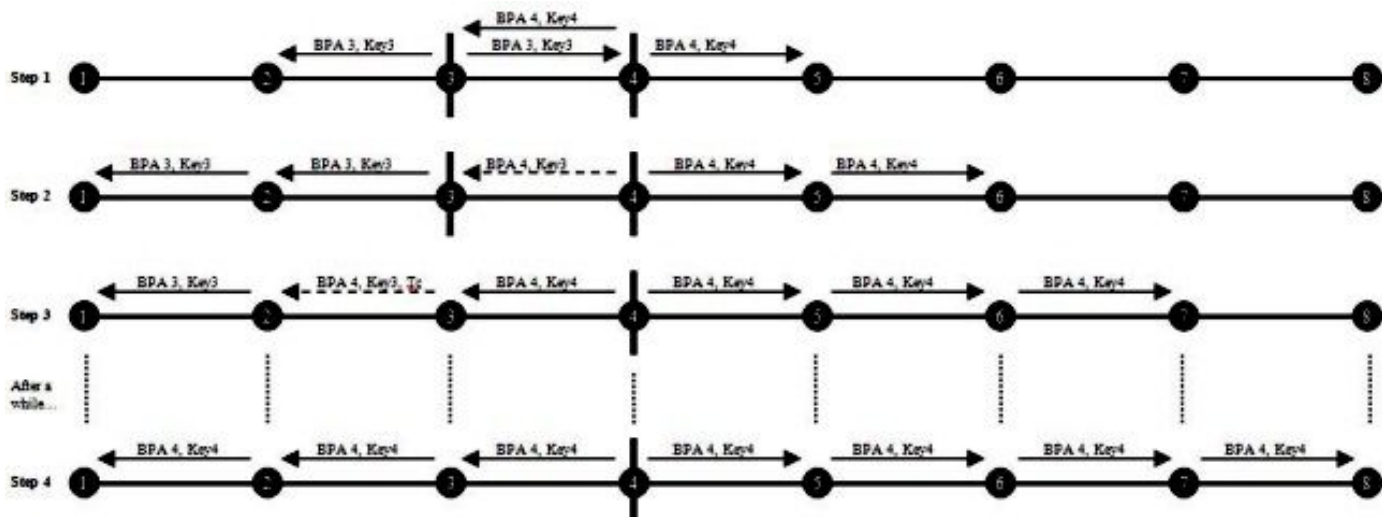 BPA 4, Key4
BPA 3, Key3 BPA 3, Key3 BPA 4, Key4
Step 1 1 2 3 4 5 6 7 8
BPA 3, Key3 BPA 3, Key3 BPA 4, Key3 BPA 4, Key4 BPA 4, Key4
Step 2 1 2 3 4 5 6 7 8
BPA 3, Key3 BPA 4, Key3, Tc BPA 4, Key4 BPA 4, Key4 BPA 4, Key4 BPA 4, Key4
Step 3 1 2 3 4 5 6 7 8
After a
while...
BPA 4, Key4 BPA 4, Key4 BPA 4, Key4 BPA 4, Key4 BPA 4, Key4 BPA 4, Key4 BPA 4, Key4
Step 4 1 2 3 4 5 6 7 8